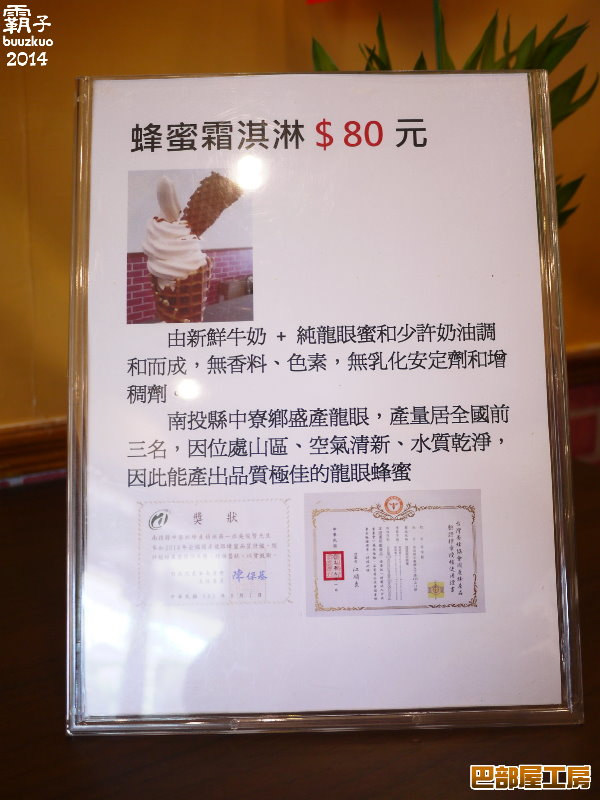 霸子
buuzkuo
2014
蜂蜜霜淇淋 $ 80 元
由新鮮牛奶 + 純龍眼蜜和少許奶油調
和而成，無香料、色素，無乳化安定劑和增
稠劑。
南投縣中寮鄉盛產龍眼，產量居全國前
三名，因位處山區、空氣清新、水質乾淨，
因此能產出品質極佳的龍眼蜂蜜
獎狀
巴部屋工房